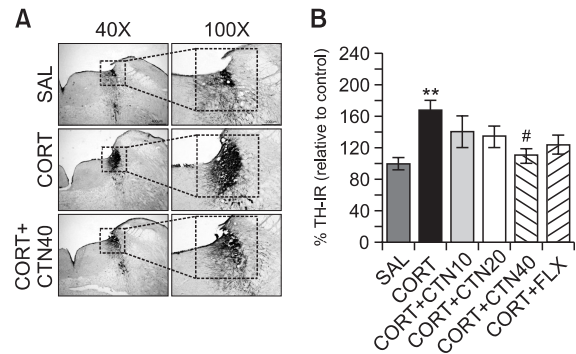 A
40X
100X
SAL
CORT
CORT+
CTN40
B
% TH-IR (relative to control)
240
200
160
120
80
40
0
**
#
SAL
CORT
CORT+CTN10
CORT+CTN20
CORT+CTN40
CORT+FLX